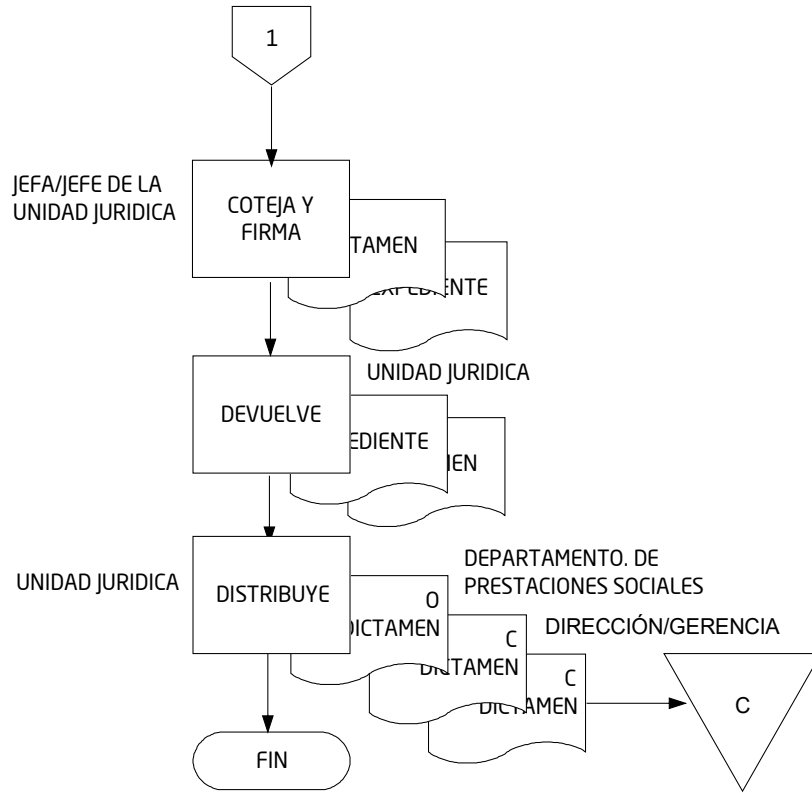 1
JEFA/JEFE DE LA
UNIDAD JURIDICA
COTEJA Y
FIRMA
TAMEN
EXPEDIENTE
UNIDAD JURIDICA
DEVUELVE
EDIENTE
MEN
UNIDAD JURIDICA
DISTRIBUYE
DEPARTAMENTO. DE
PRESTACIONES SOCIALES
O
DICTAMEN
DIRECCIÓN/GERENCIA
C
DICTAMEN
C
DICTAMEN
C
FIN